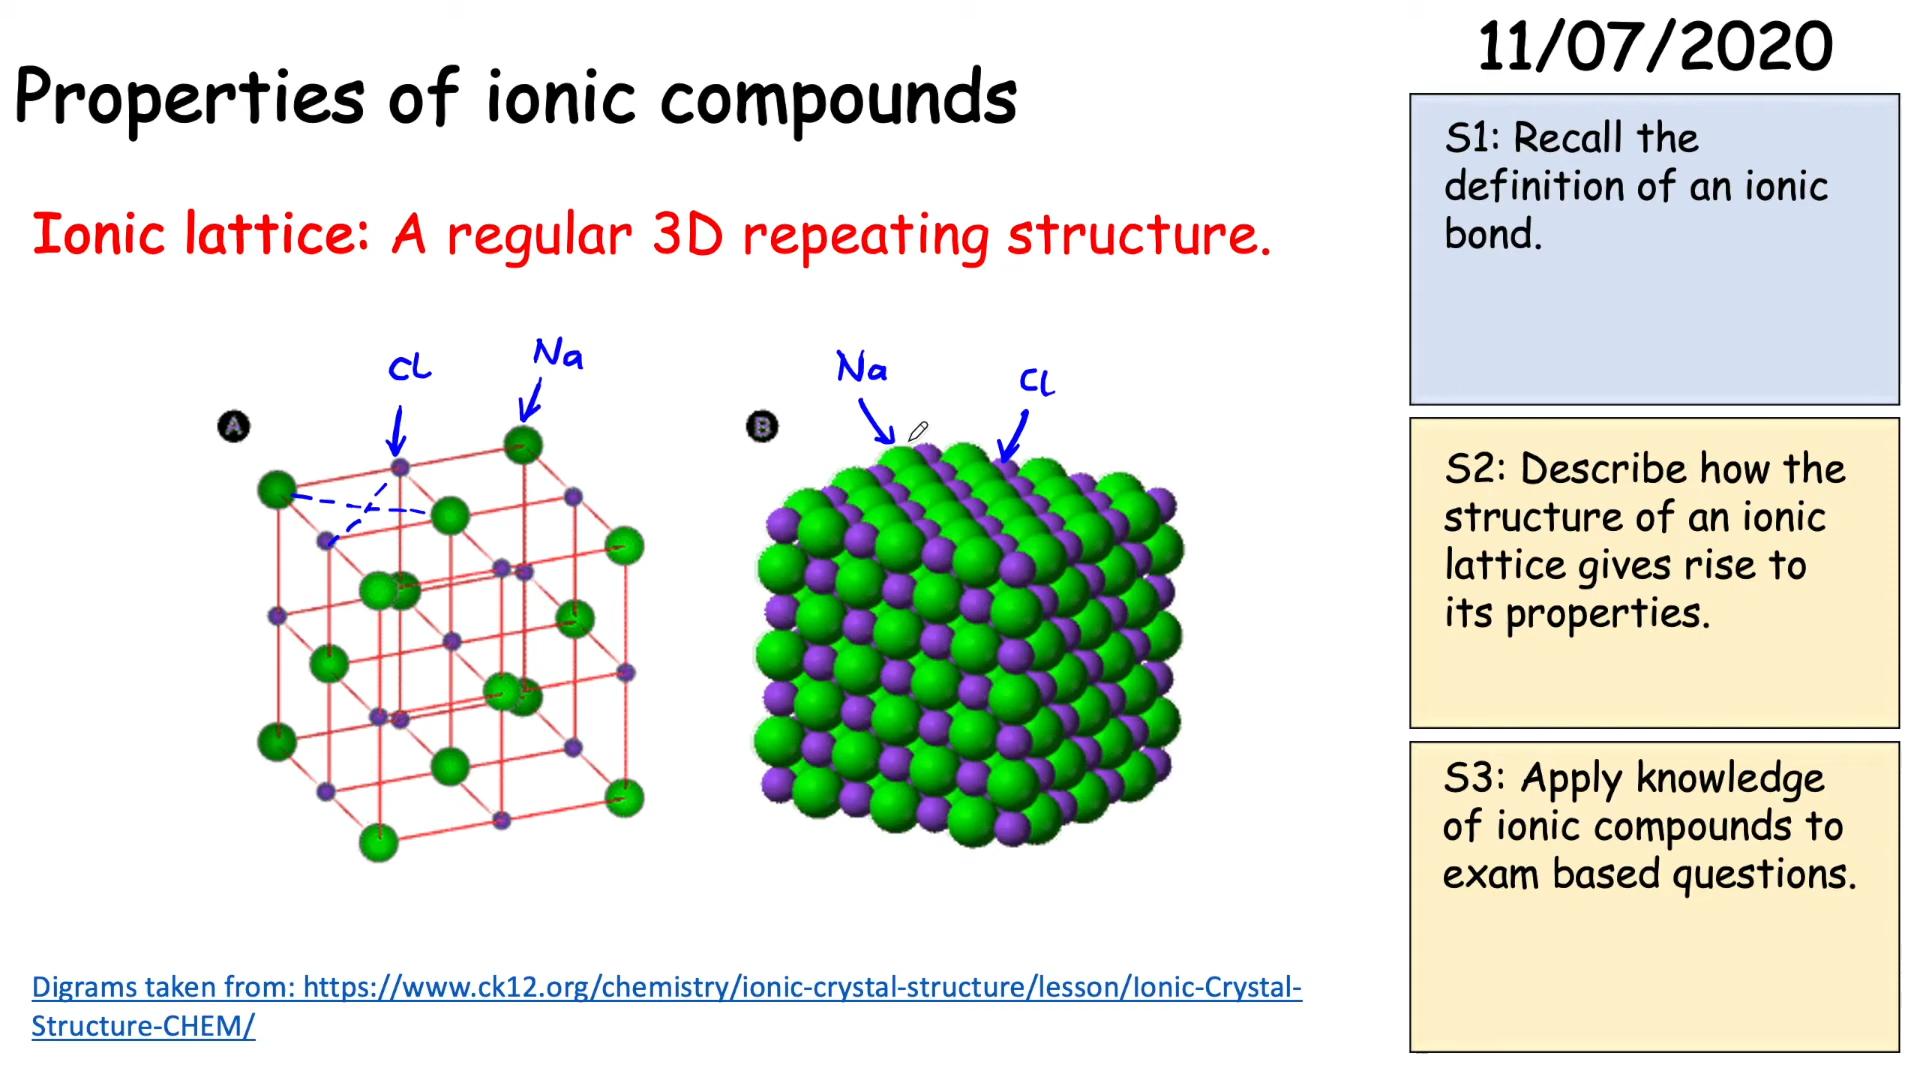 11/07/2020
Properties of ionic compounds
Ionic lattice: A regular 3D repeating structure.
Cl
Na
Na
Cl
A
B
Digrams taken from: https://www.ck12.org/chemistry/ionic-crystal-structure/lesson/Ionic-Crystal-
Structure-CHEM/
S1: Recall the
definition of an ionic
bond.
S2: Describe how the
structure of an ionic
lattice gives rise to
its properties.
S3: Apply knowledge
of ionic compounds to
exam based questions.